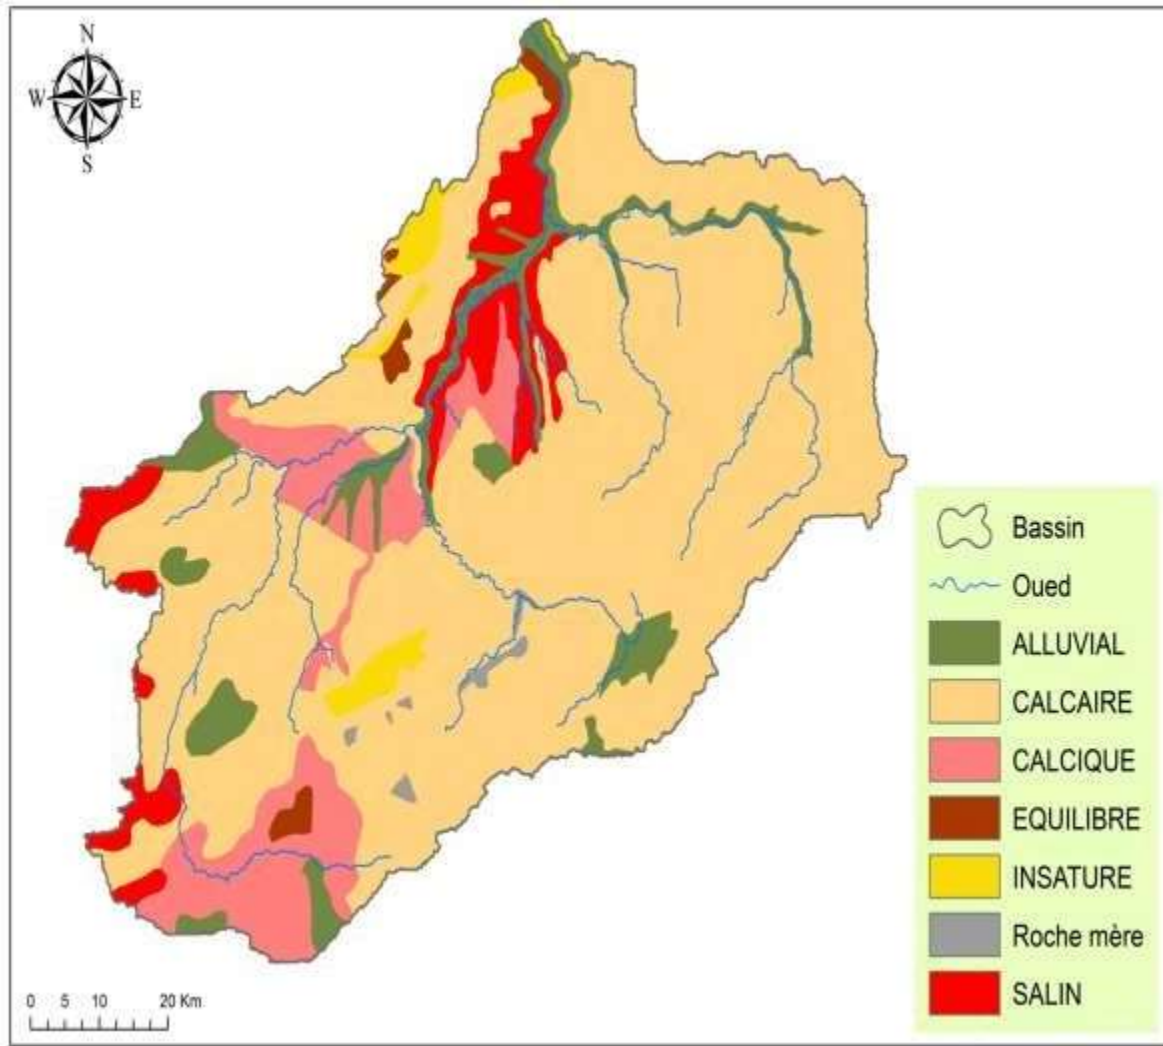 N
W E
S
Bassin
Oued
ALLUVIAL
CALCAIRE
CALCIQUE
EQUILIBRE
INSATURE
Roche mère
SALIN
0 5 10 20 Km